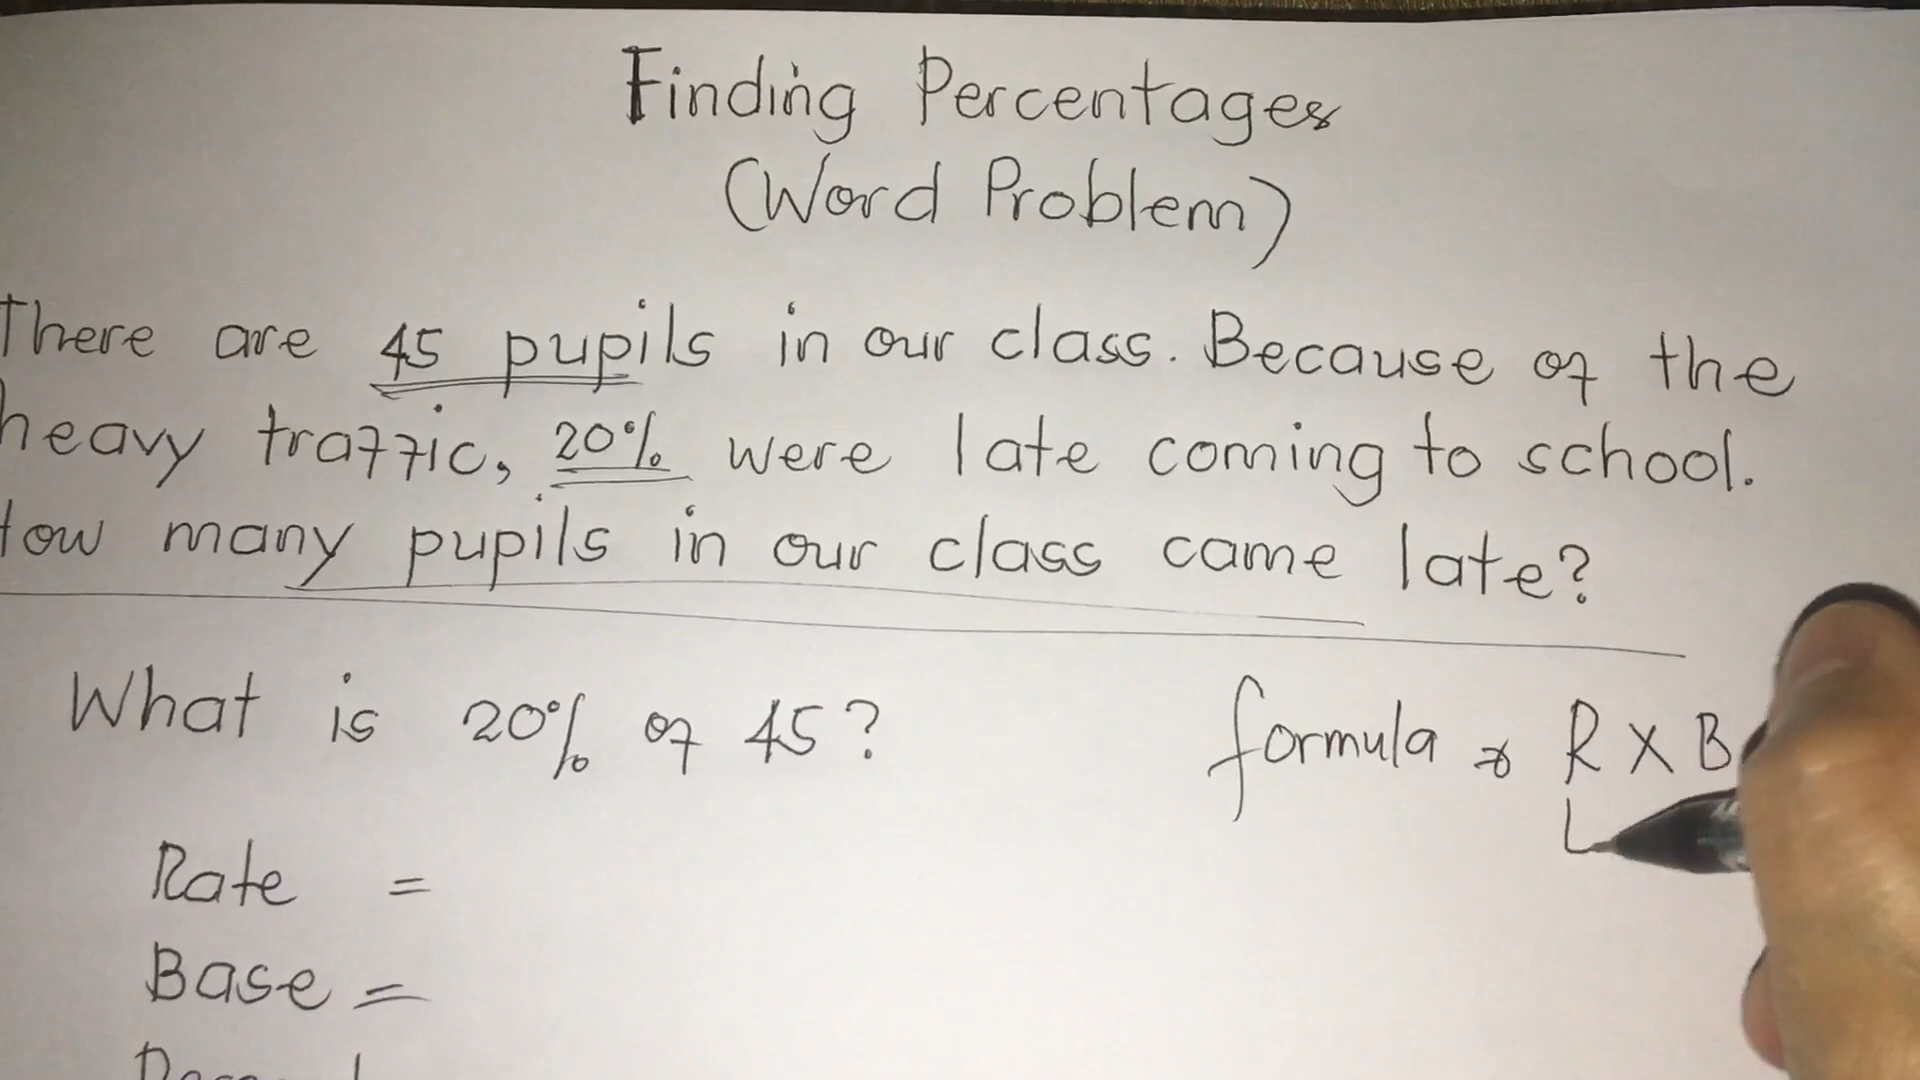 Finding Percentages
(Word Problem)
There are 45 pupils in our class. Because of the
heavy traffic, 20% were late coming to school.
How many pupils in our class came late?
What is 20% of 45?
formula → R X B
Rate =
Base =